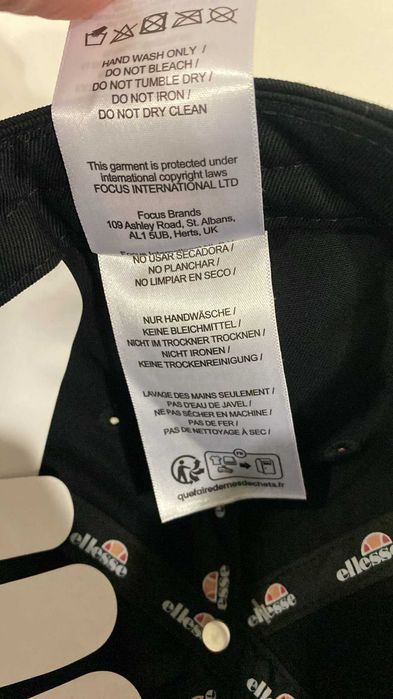 HAND WASH ONLY /
DO NOT BLEACH /
DO NOT TUMBLE DRY /
DO NOT IRON /
DO NOT DRY CLEAN
This garment is protected under
international copyright laws
FOCUS INTERNATIONAL LTD
Focus Brands
109 Ashley Road, St. Albans,
AL1 5UB, Herts, UK
NO USAR SECADORA /
NO PLANCHAR /
NO LIMPIAR EN SECO /
NUR HANDWÄSCHE /
KEINE BLEICHMITTEL /
NICHT IM TROCKNER TROCKNEN /
NICHT IRONEN /
KEINE TROCKENREINIGUNG /
LAVAGE DES MAINS SEULEMENT /
PAS D'EAU DE JAVEL /
NE PAS SÉCHER EN MACHINE /
PAS DE FER /
PAS DE NETTOYAGE À SEC /
FR
quefairedemesdechets.fr
ellesse
ellesse
ellesse
ellesse